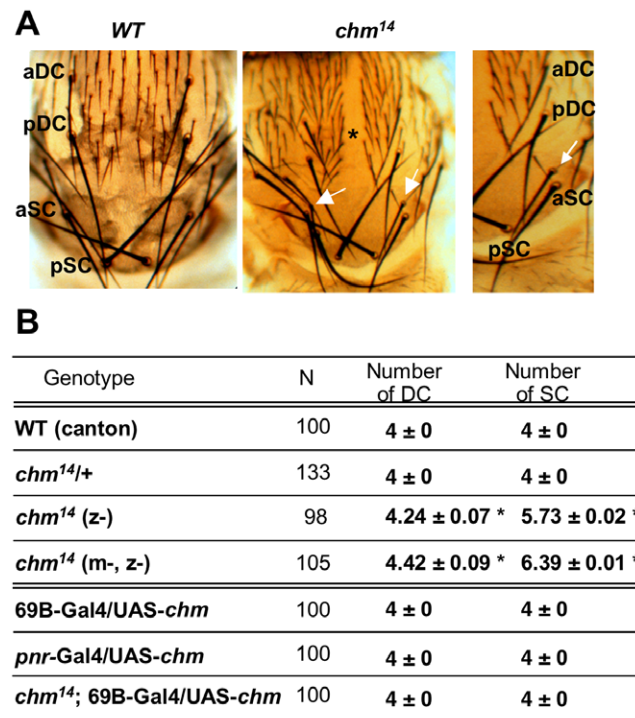 A
WT
chm¹⁴
aDC
pDC
aSC
pSC
*
aDC
pDC
aSC
pSC
B
Genotype N Number of DC Number of SC
WT (canton) 100 4 ± 0 4 ± 0
chm¹⁴/+ 133 4 ± 0 4 ± 0
chm¹⁴ (z-) 98 4.24 ± 0.07 * 5.73 ± 0.02 *
chm¹⁴ (m-, z-) 105 4.42 ± 0.09 * 6.39 ± 0.01 *
69B-Gal4/UAS-chm 100 4 ± 0 4 ± 0
pnr-Gal4/UAS-chm 100 4 ± 0 4 ± 0
chm¹⁴; 69B-Gal4/UAS-chm 100 4 ± 0 4 ± 0